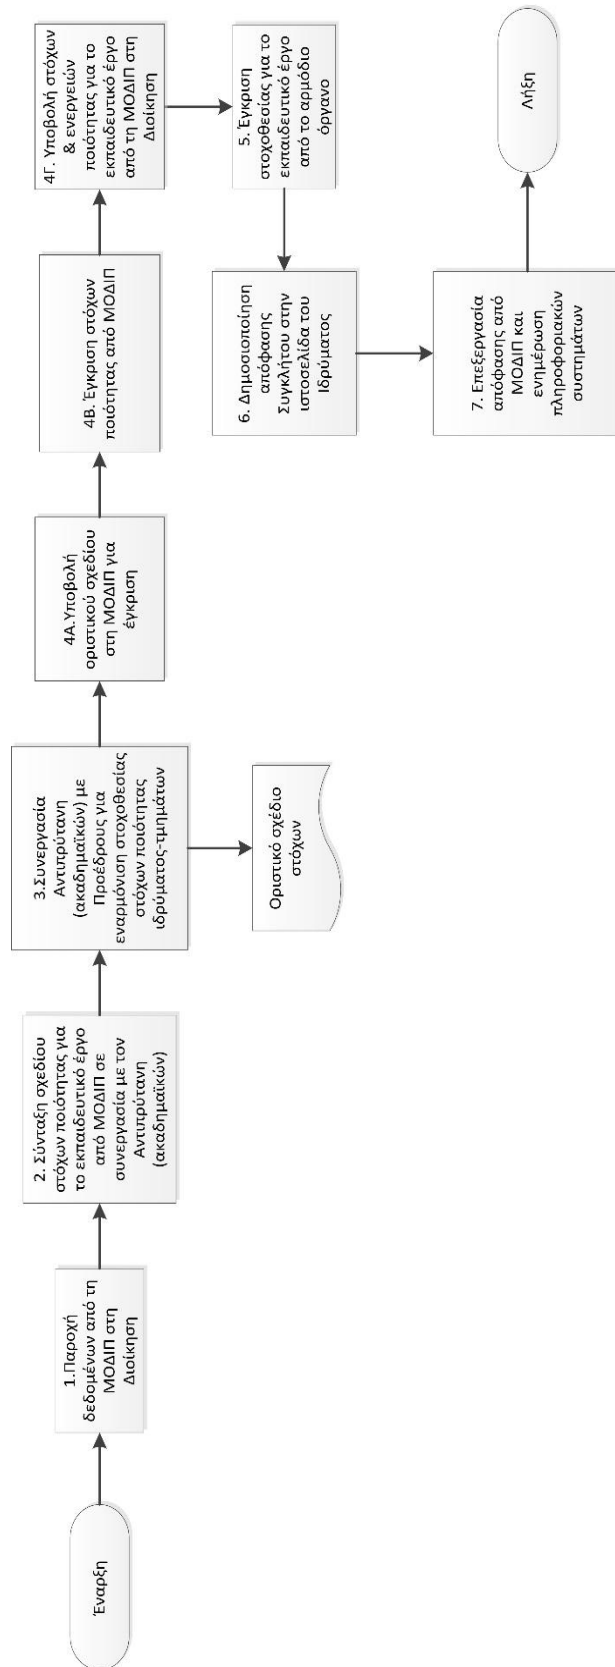 Έναρξη
1.Παροχή
δεδομένων από τη
ΜΟΔΙΠ στη
Διοίκηση
2. Σύνταξη σχεδίου
στόχων ποιότητας για
το εκπαιδευτικό έργο
από ΜΟΔΙΠ σε
συνεργασία με τον
Αντιπρύτανη
(ακαδημαϊκών)
3.Συνεργασία
Αντιπρύτανη
(ακαδημαϊκών) με
Προέδρους για
εναρμόνιση στοχοθεσίας
στόχων ποιότητας
ιδρύματος-τμημάτων
Οριστικό σχέδιο
στόχων
4Α.Υποβολή
οριστικού σχεδίου
στη ΜΟΔΙΠ για
έγκριση
4Β. Έγκριση στόχων
ποιότητας από ΜΟΔΙΠ
4Γ. Υποβολή στόχων
& ενεργειών
ποιότητας για το
εκπαιδευτικό έργο
από τη ΜΟΔΙΠ στη
Διοίκηση
5. Έγκριση
στοχοθεσίας για το
εκπαιδευτικό έργο
από το αρμόδιο
όργανο
6. Δημοσιοποίηση
απόφασης
Συγκλήτου στην
ιστοσελίδα του
Ιδρύματος
7. Επεξεργασία
απόφασης από
ΜΟΔΙΠ και
ενημέρωση
πληροφοριακών
συστημάτων
Λήξη